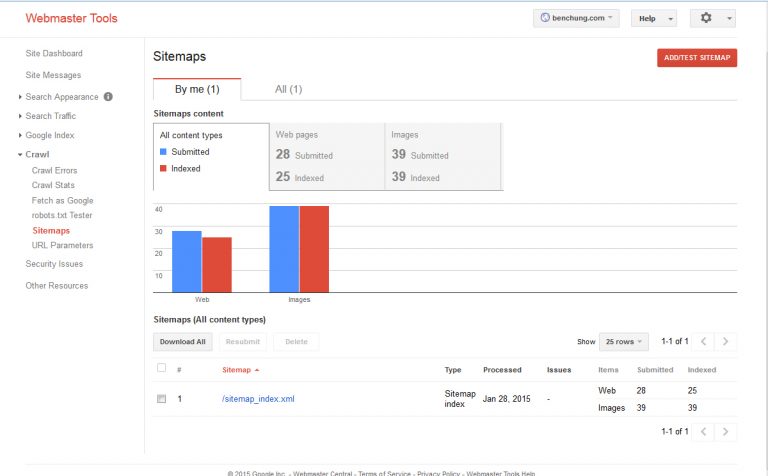 Webmaster Tools
benchung.com
Help
Site Dashboard
Site Messages
Search Appearance
Search Traffic
Google Index
Crawl
Crawl Errors
Crawl Stats
Fetch as Google
robots.txt Tester
Sitemaps
URL Parameters
Security Issues
Other Resources
Sitemaps
ADD/TEST SITEMAP
By me (1) All (1)
Sitemaps content
All content types
Submitted
Indexed
Web pages
28 Submitted
25 Indexed
Images
39 Submitted
39 Indexed
40
30
20
10
Web Images
Sitemaps (All content types)
Download All Resubmit Delete Show 25 rows 1-1 of 1
# Sitemap Type Processed Issues Items Submitted Indexed
1 /sitemap_index.xml Sitemap index Jan 28, 2015 - Web 28 25
Images 39 39
1-1 of 1
© 2015 Google Inc. - Webmaster Central - Terms of Service - Privacy Policy - Webmaster Tools Help